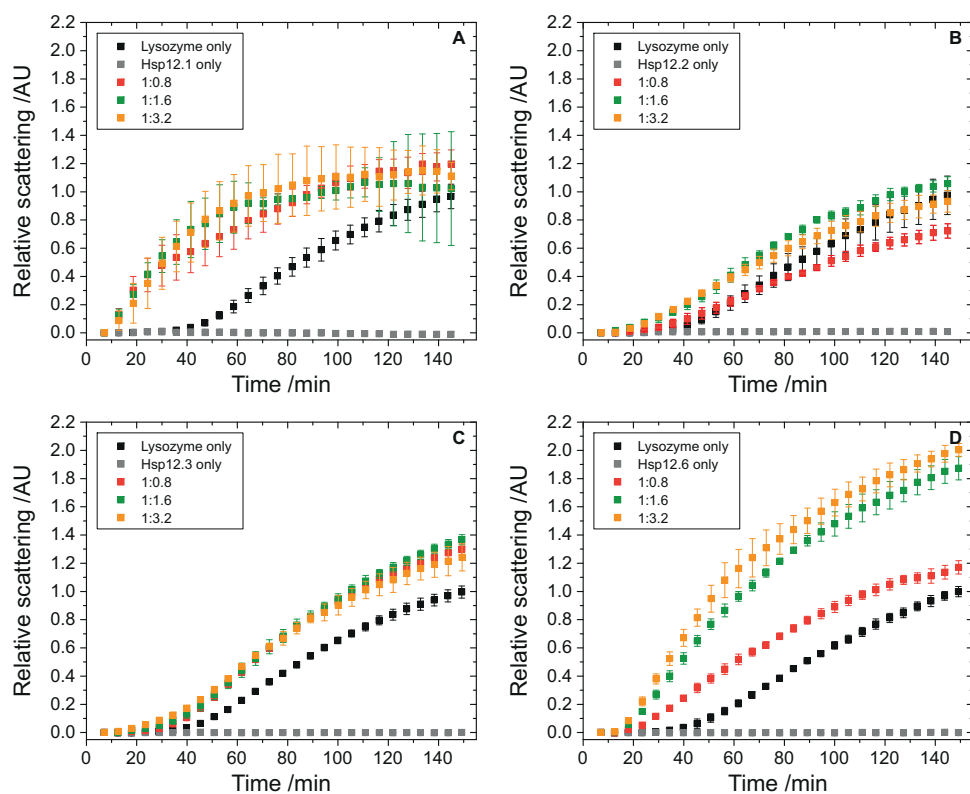 A
Lysozyme only
Hsp12.1 only
1:0.8
1:1.6
1:3.2
Relative scattering /AU
2.2
2.0
1.8
1.6
1.4
1.2
1.0
0.8
0.6
0.4
0.2
0.0
0 20 40 60 80 100 120 140
Time /min
B
Lysozyme only
Hsp12.2 only
1:0.8
1:1.6
1:3.2
Relative scattering /AU
2.2
2.0
1.8
1.6
1.4
1.2
1.0
0.8
0.6
0.4
0.2
0.0
0 20 40 60 80 100 120 140
Time /min
C
Lysozyme only
Hsp12.3 only
1:0.8
1:1.6
1:3.2
Relative scattering /AU
2.2
2.0
1.8
1.6
1.4
1.2
1.0
0.8
0.6
0.4
0.2
0.0
0 20 40 60 80 100 120 140
Time /min
D
Lysozyme only
Hsp12.6 only
1:0.8
1:1.6
1:3.2
Relative scattering /AU
2.2
2.0
1.8
1.6
1.4
1.2
1.0
0.8
0.6
0.4
0.2
0.0
0 20 40 60 80 100 120 140
Time /min